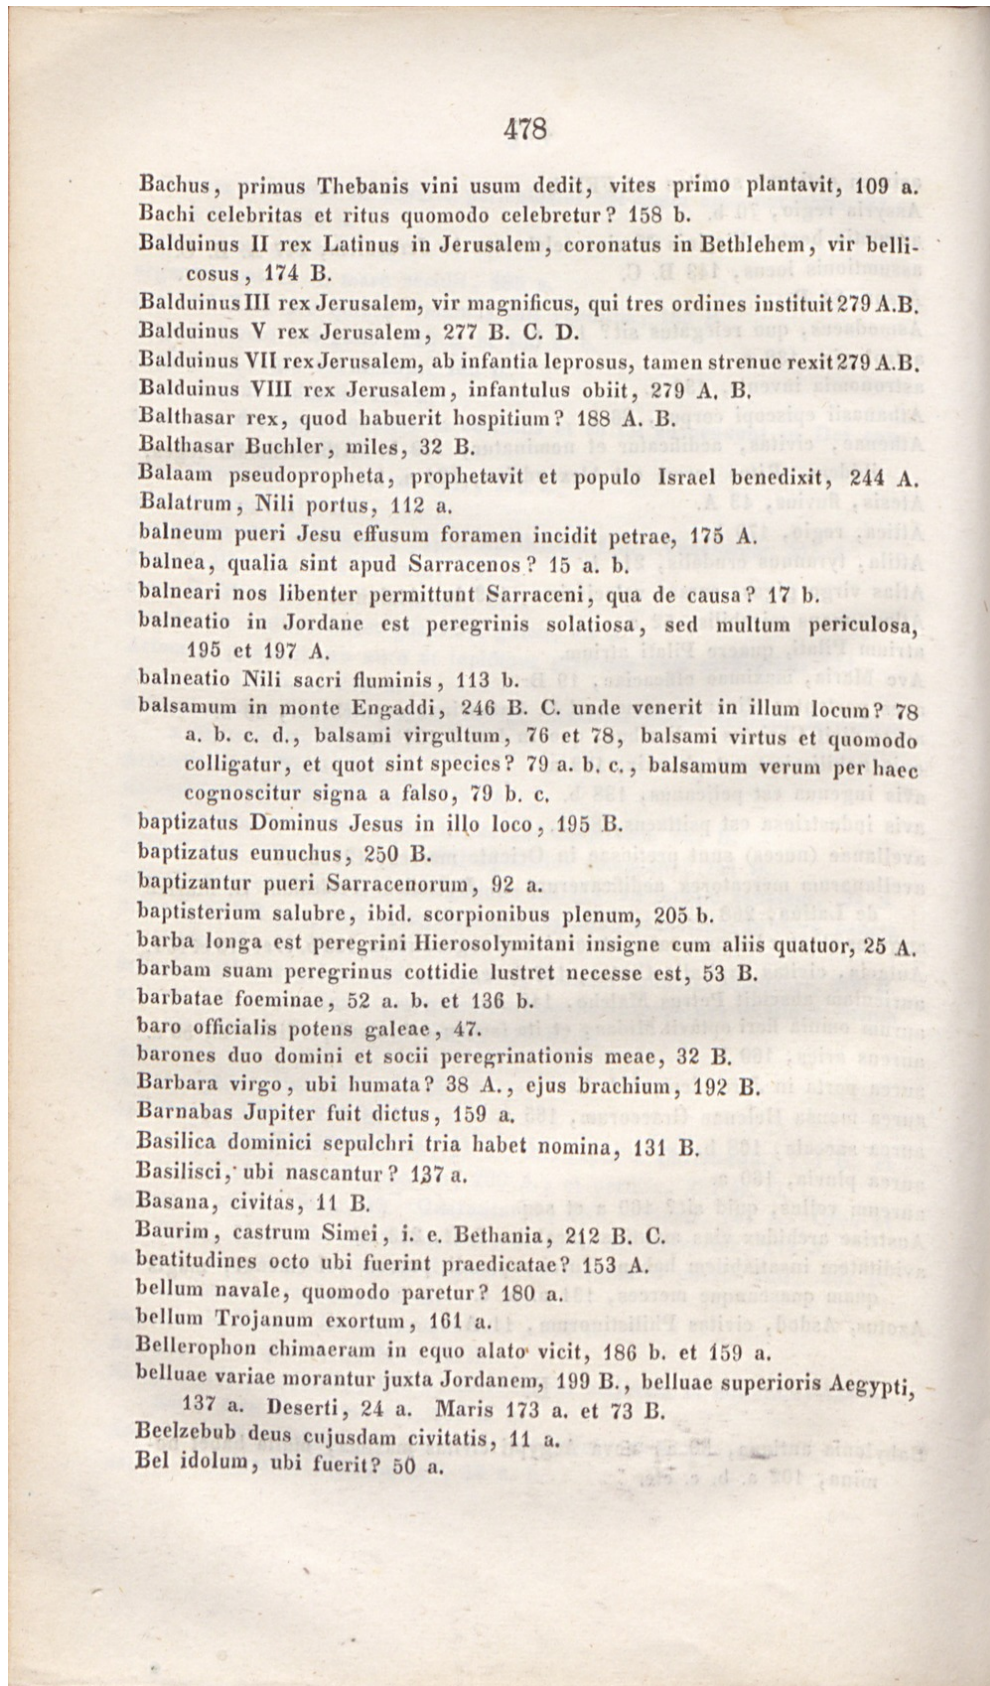 478
Bachus, primus Thebanis vini usum dedit, vites primo plantavit, 109 a.
Bachi celebritas et ritus quomodo celebretur? 158 b.
Balduinus II rex Latinus in Jerusalem, coronatus in Bethlehem, vir belli-
cosus, 174 B.
Balduinus III rex Jerusalem, vir magnificus, qui tres ordines instituit 279 A.B.
Balduinus V rex Jerusalem, 277 B. C. D.
Balduinus VII rex Jerusalem, ab infantia leprosus, tamen strenue rexit 279 A.B.
Balduinus VIII rex Jerusalem, infantulus obiit, 279 A. B.
Balthasar rex, quod habuerit hospitium? 188 A. B.
Balthasar Buchler, miles, 32 B.
Balaam pseudopropheta, prophetavit et populo Israel benedixit, 244 A.
Balatrum, Nili portus, 112 a.
balneum pueri Jesu effusum foramen incidit petrae, 175 A.
balnea, qualia sint apud Sarracenos? 15 a. b.
balneari nos libenter permittunt Sarraceni, qua de causa? 17 b.
balneatio in Jordane est peregrinis solatiosa, sed multum periculosa,
195 et 197 A.
balneatio Nili sacri fluminis, 113 b.
balsamum in monte Engaddi, 246 B. C. unde venerit in illum locum? 78
a. b. c. d., balsami virgultum, 76 et 78, balsami virtus et quomodo
colligatur, et quot sint species? 79 a. b. c., balsamum verum per haec
cognoscitur signa a falso, 79 b. c.
baptizatus Dominus Jesus in illo loco, 195 B.
baptizatus eunuchus, 250 B.
baptizantur pueri Sarracenorum, 92 a.
baptisterium salubre, ibid. scorpionibus plenum, 205 b.
barba longa est peregrini Hierosolymitani insigne cum aliis quatuor, 25 A.
barbam suam peregrinus cottidie lustret necesse est, 53 B.
barbatae foeminae, 52 a. b. et 136 b.
baro officialis potens galeae, 47.
barones duo domini et socii peregrinationis meae, 32 B.
Barbara virgo, ubi humata? 38 A., ejus brachium, 192 B.
Barnabas Jupiter fuit dictus, 159 a.
Basilica dominici sepulchri tria habet nomina, 131 B.
Basilisci, ubi nascantur? 137 a.
Basana, civitas, 11 B.
Baurim, castrum Simei, i. e. Bethania, 212 B. C.
beatitudines octo ubi fuerint praedicatae? 153 A.
bellum navale, quomodo paretur? 180 a.
bellum Trojanum exortum, 161 a.
Bellerophon chimaeram in equo alato vicit, 186 b. et 159 a.
belluae variae morantur juxta Jordanem, 199 B., belluae superioris Aegypti,
137 a. Deserti, 24 a. Maris 173 a. et 73 B.
Beelzebub deus cujusdam civitatis, 11 a.
Bel idolum, ubi fuerit? 50 a.